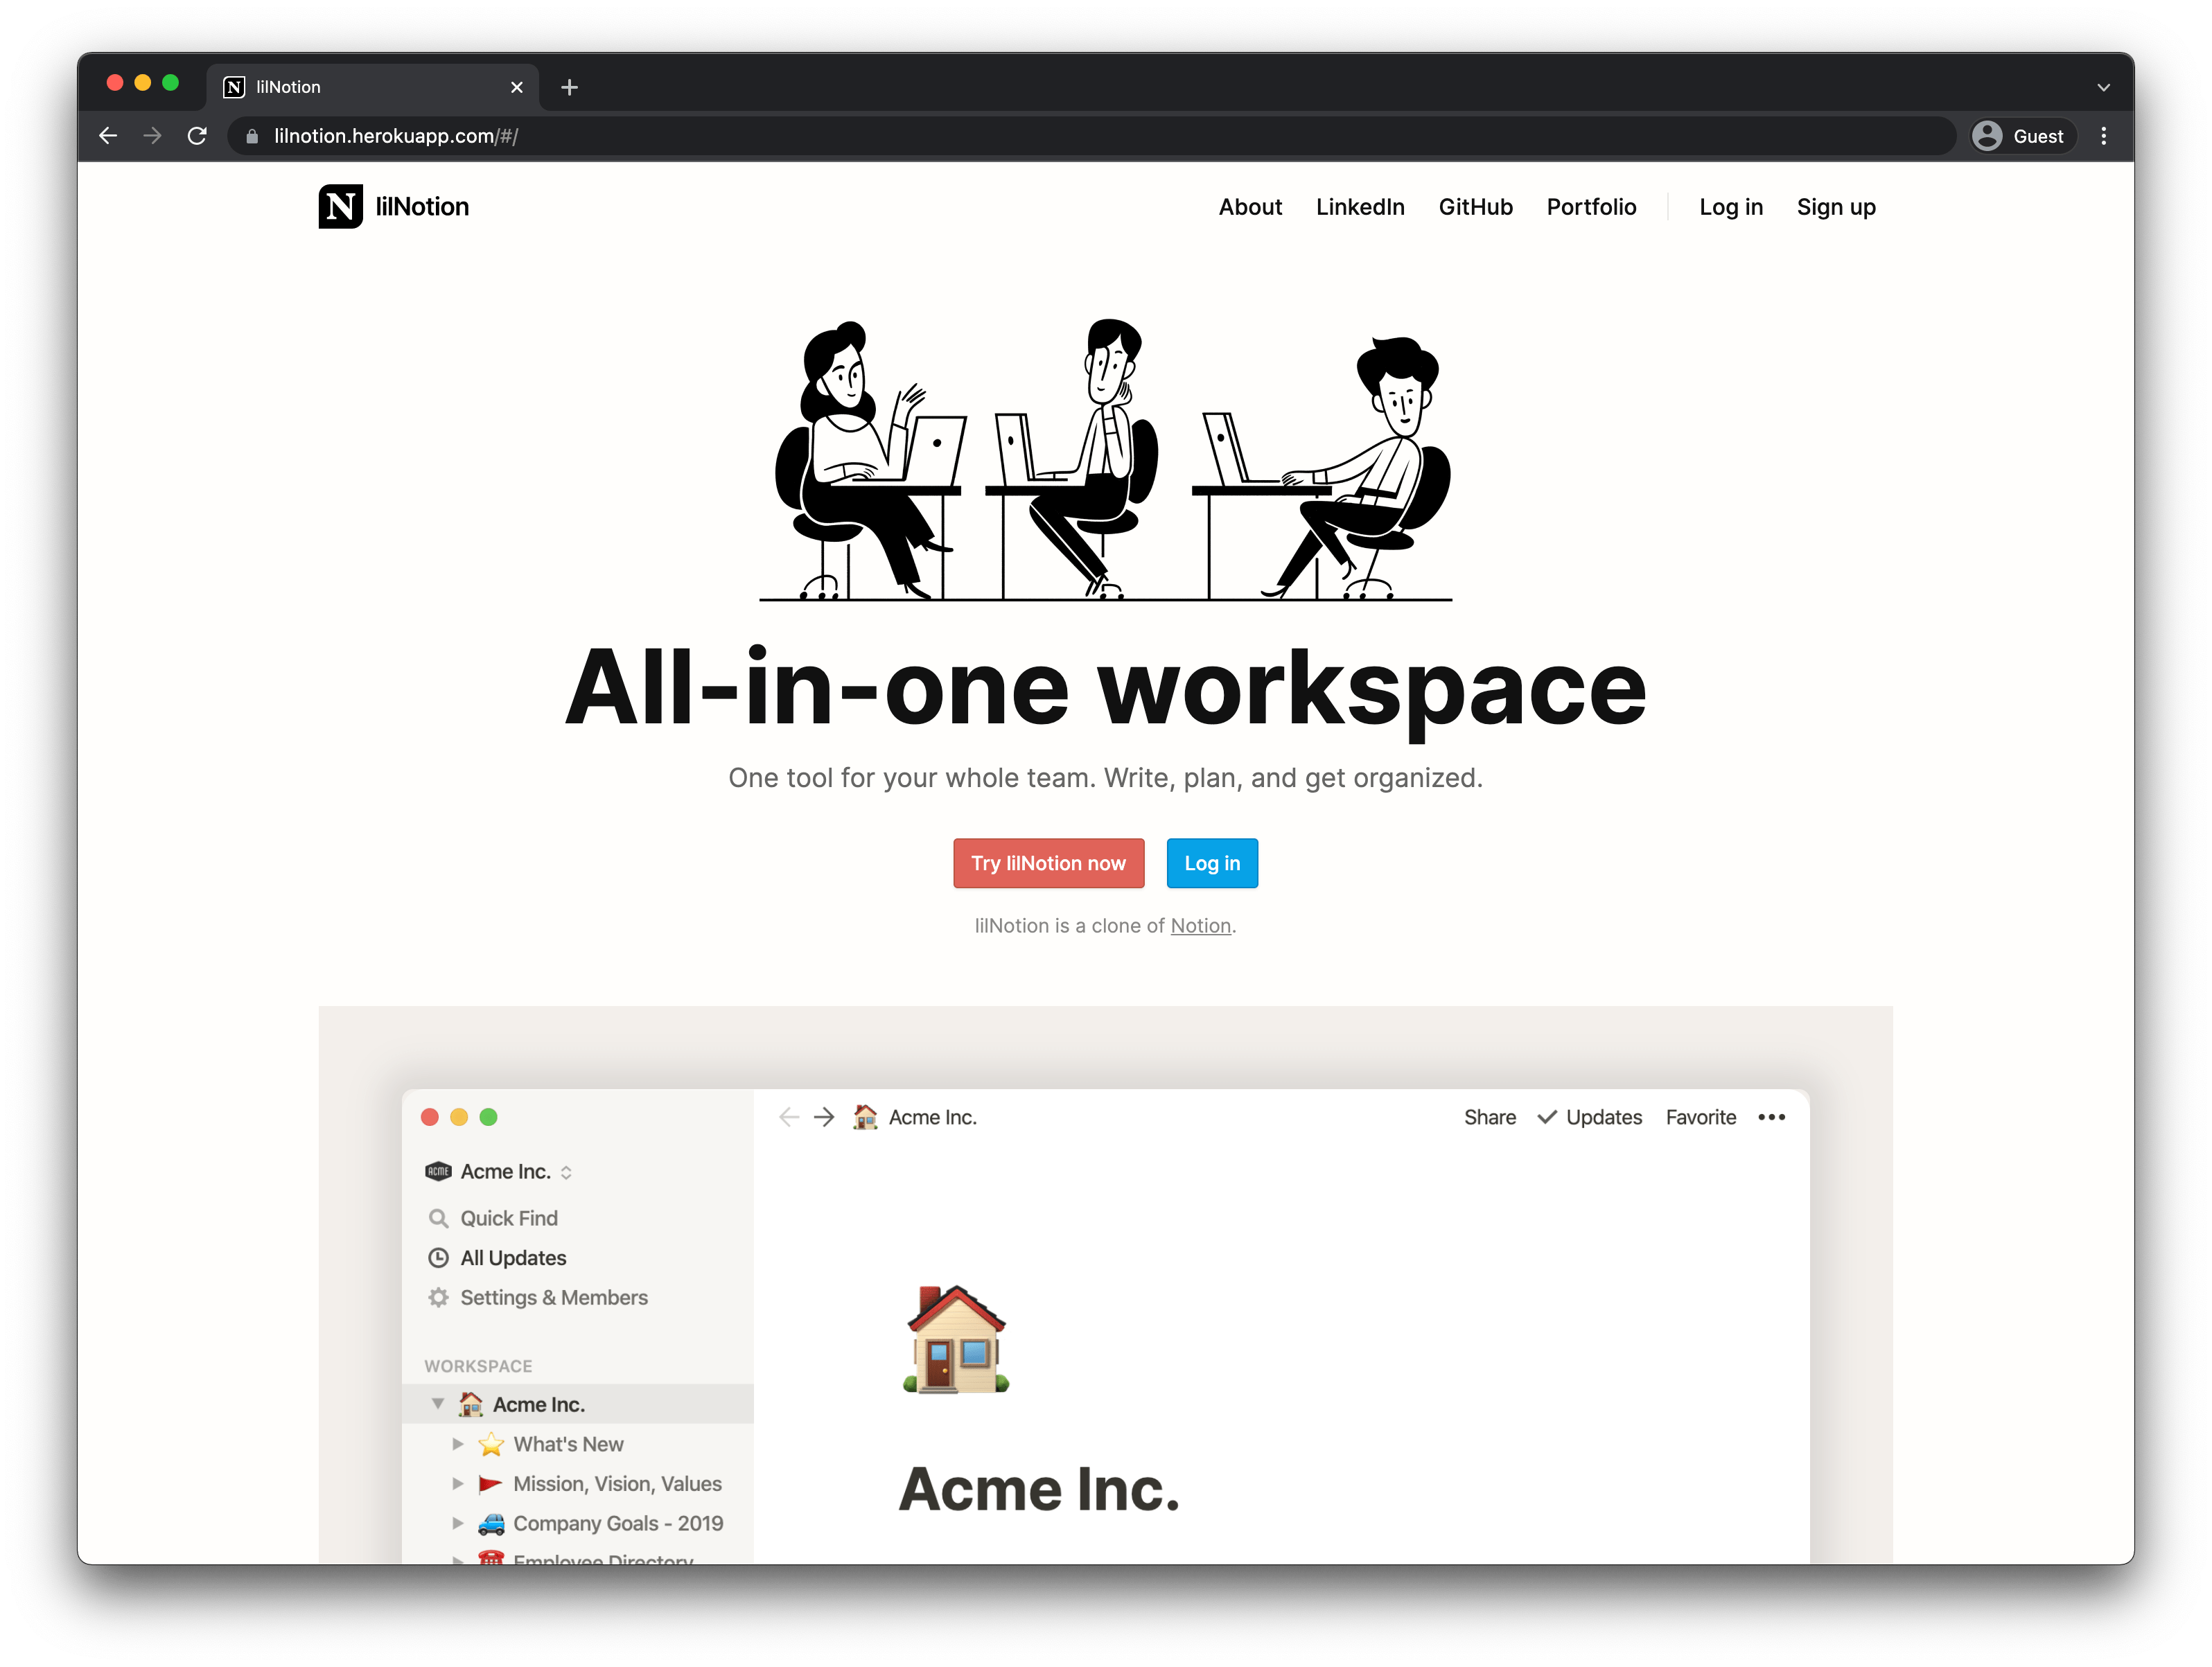 lilNotion
lilnotion.herokuapp.com/#/
Guest
N lilNotion
About LinkedIn GitHub Portfolio Log in Sign up
All-in-one workspace
One tool for your whole team. Write, plan, and get organized.
Try lilNotion now Log in
lilNotion is a clone of Notion.
Acme Inc.
Share Updates Favorite
ACME Acme Inc.
Quick Find
All Updates
Settings & Members
WORKSPACE
Acme Inc.
What's New
Mission, Vision, Values
Company Goals - 2019
Employee Directory
Acme Inc.